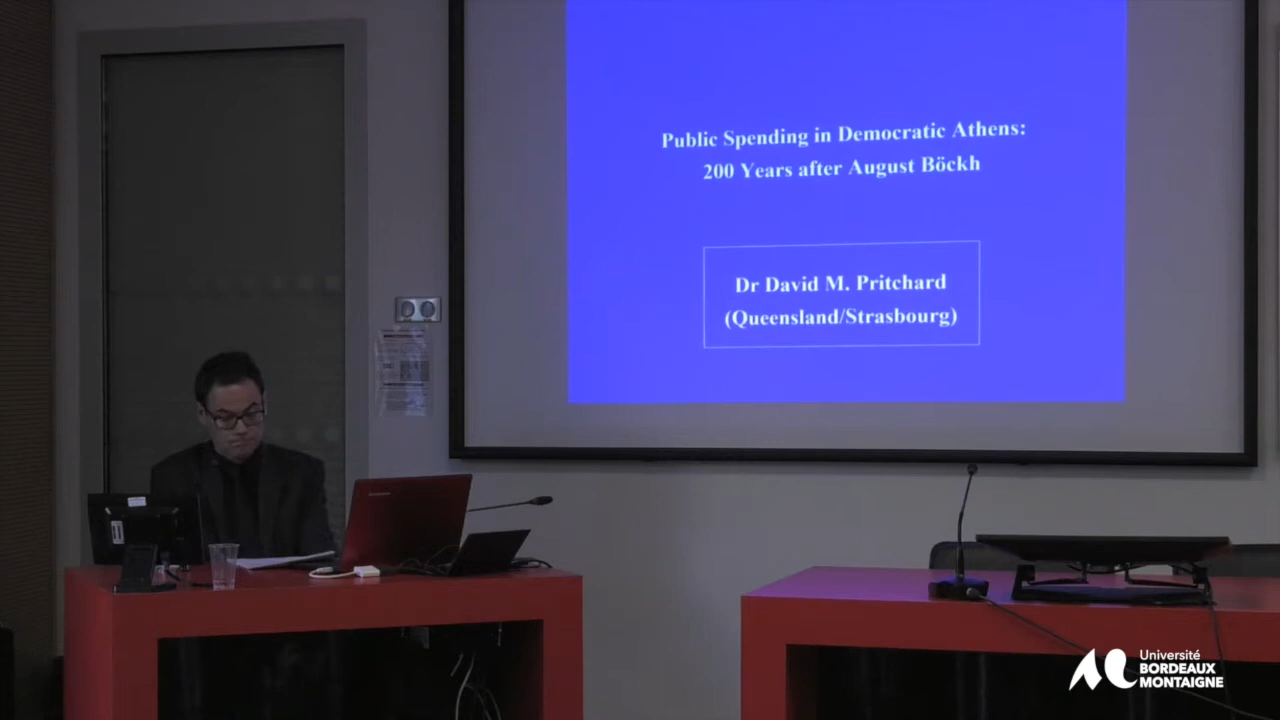 Public Spending in Democratic Athens:
200 Years after August Böckh
Dr David M. Pritchard
(Queensland/Strasbourg)
Université
BORDEAUX
MONTAIGNE